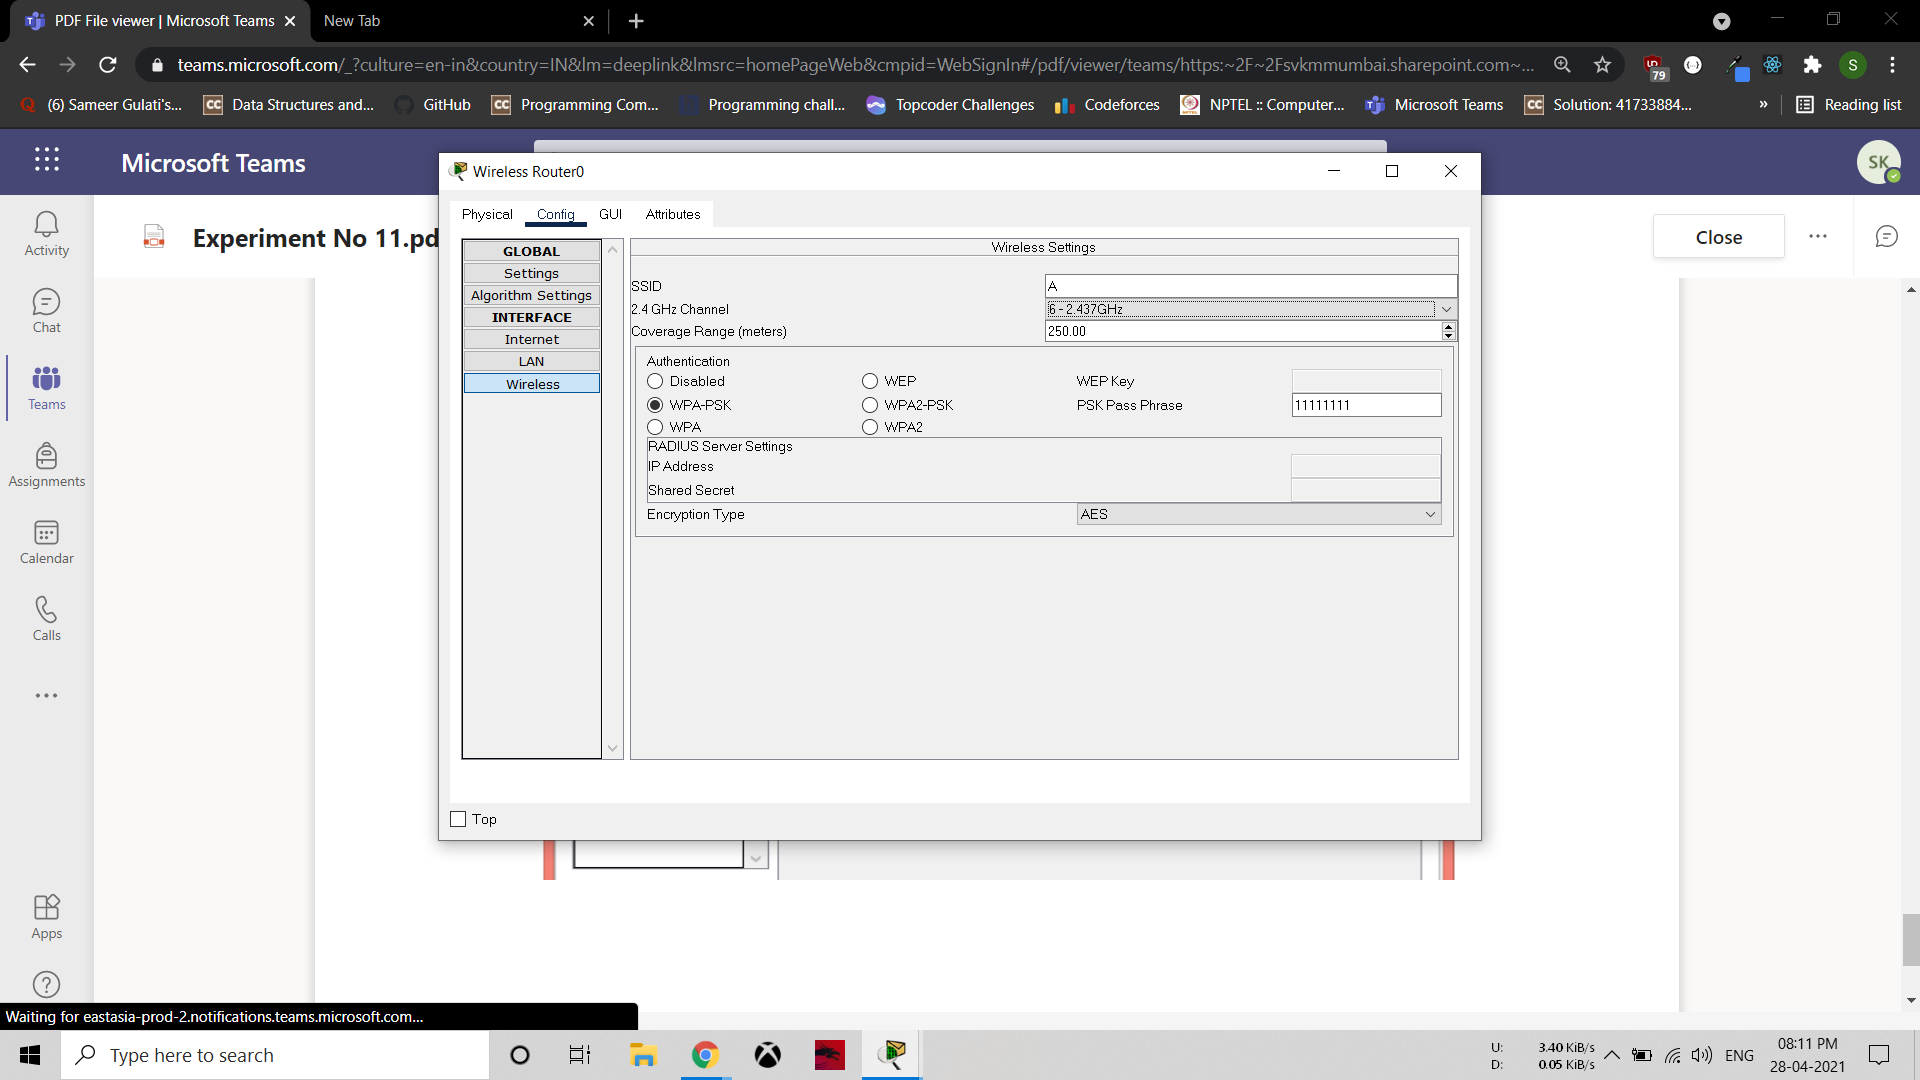 PDF File viewer | Microsoft Teams
New Tab
teams.microsoft.com/_?culture=en-in&country=IN&lm=deeplink&lmsrc=homePageWeb&cmpid=WebSignIn#/pdf/viewer/teams/https:~2F~2Fsvkmmumbai.sharepoint.com~...
79
S
(6) Sameer Gulati's...
Data Structures and...
GitHub
Programming Com...
Programming chall...
Topcoder Challenges
Codeforces
NPTEL :: Computer...
Microsoft Teams
Solution: 41733884...
»
Reading list
Microsoft Teams
SK
Wireless Router0
Physical
Config
GUI
Attributes
Activity
Chat
Teams
Assignments
Calendar
Calls
Apps
Experiment No 11.pd
Close
GLOBAL
Settings
Algorithm Settings
INTERFACE
Internet
LAN
Wireless
Wireless Settings
SSID
A
2.4 GHz Channel
6 - 2.437GHz
Coverage Range (meters)
250.00
Authentication
Disabled
WEP
WEP Key
WPA-PSK
WPA2-PSK
PSK Pass Phrase
11111111
WPA
WPA2
RADIUS Server Settings
IP Address
Shared Secret
Encryption Type
AES
Top
Waiting for eastasia-prod-2.notifications.teams.microsoft.com...
Type here to search
U: 3.40 KiB/s
D: 0.05 KiB/s
ENG
08:11 PM
28-04-2021